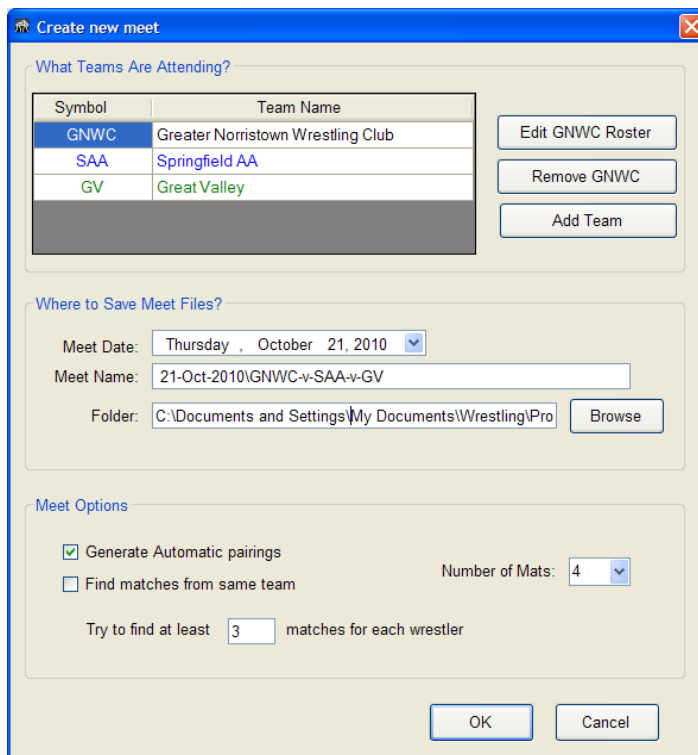 Create new meet
What Teams Are Attending?
Symbol Team Name
GNWC Greater Norristown Wrestling Club
SAA Springfield AA
GV Great Valley
Edit GNWC Roster
Remove GNWC
Add Team
Where to Save Meet Files?
Meet Date: Thursday , October 21, 2010
Meet Name: 21-Oct-2010\GNWC-v-SAA-v-GV
Folder: C:\Documents and Settings\My Documents\Wrestling\Pro Browse
Meet Options
Generate Automatic pairings
Find matches from same team
Number of Mats: 4
Try to find at least 3 matches for each wrestler
OK Cancel